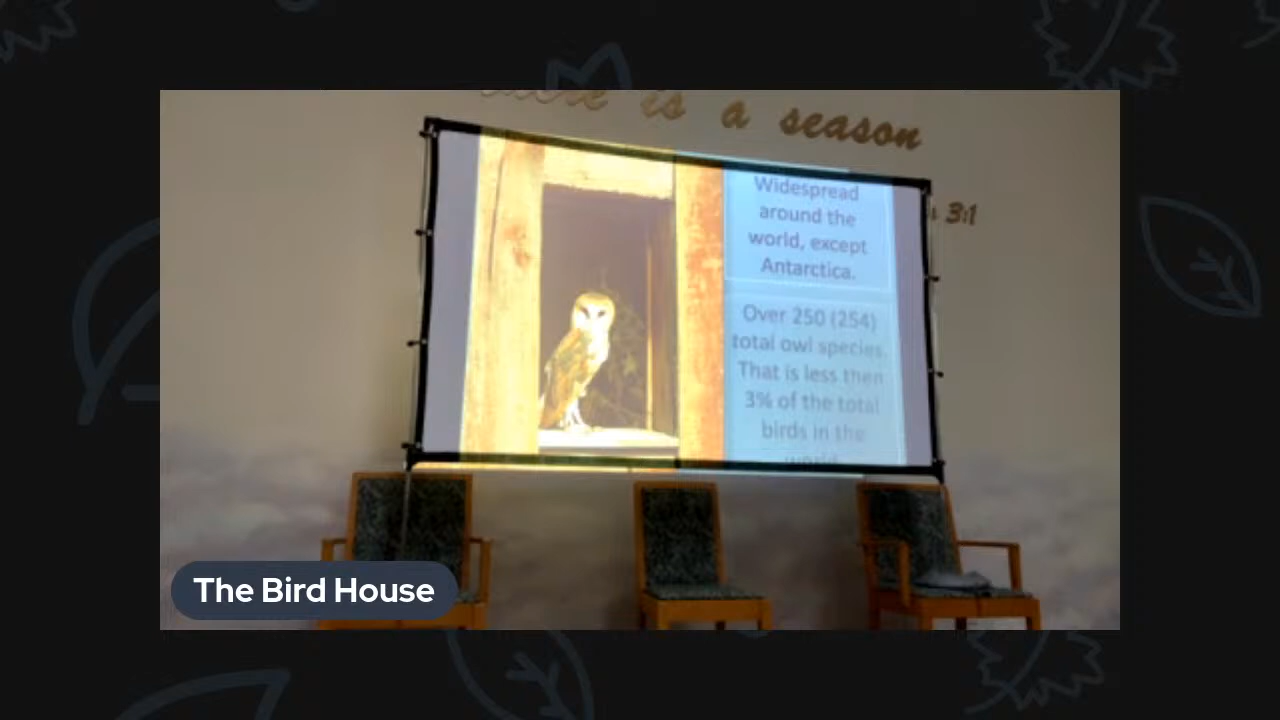 is a season
3:1
Widespread
around the
world, except
Antarctica.
Over 250 (254)
total owl species.
That is less then
3% of the total
birds in the
world.
The Bird House